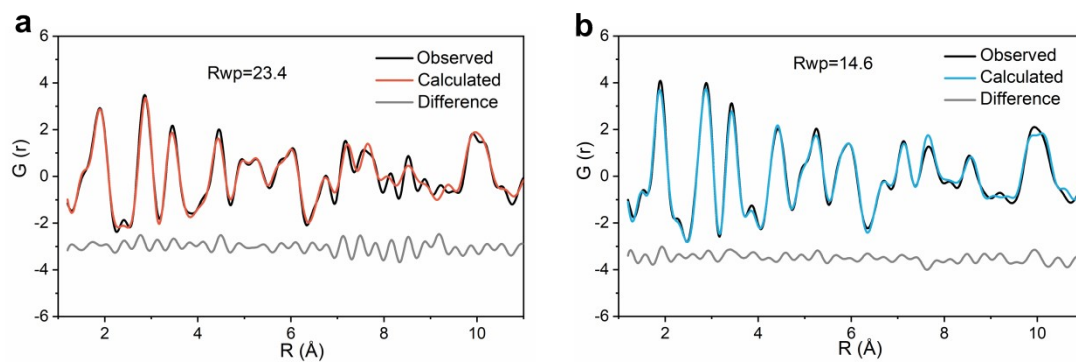 a
6
4
2
0
-2
-4
-6
G (r)
Rwp=23.4
Observed
Calculated
Difference
2
4
6
8
10
R (Å)
b
6
4
2
0
-2
-4
-6
G (r)
Rwp=14.6
Observed
Calculated
Difference
2
4
6
8
10
R (Å)